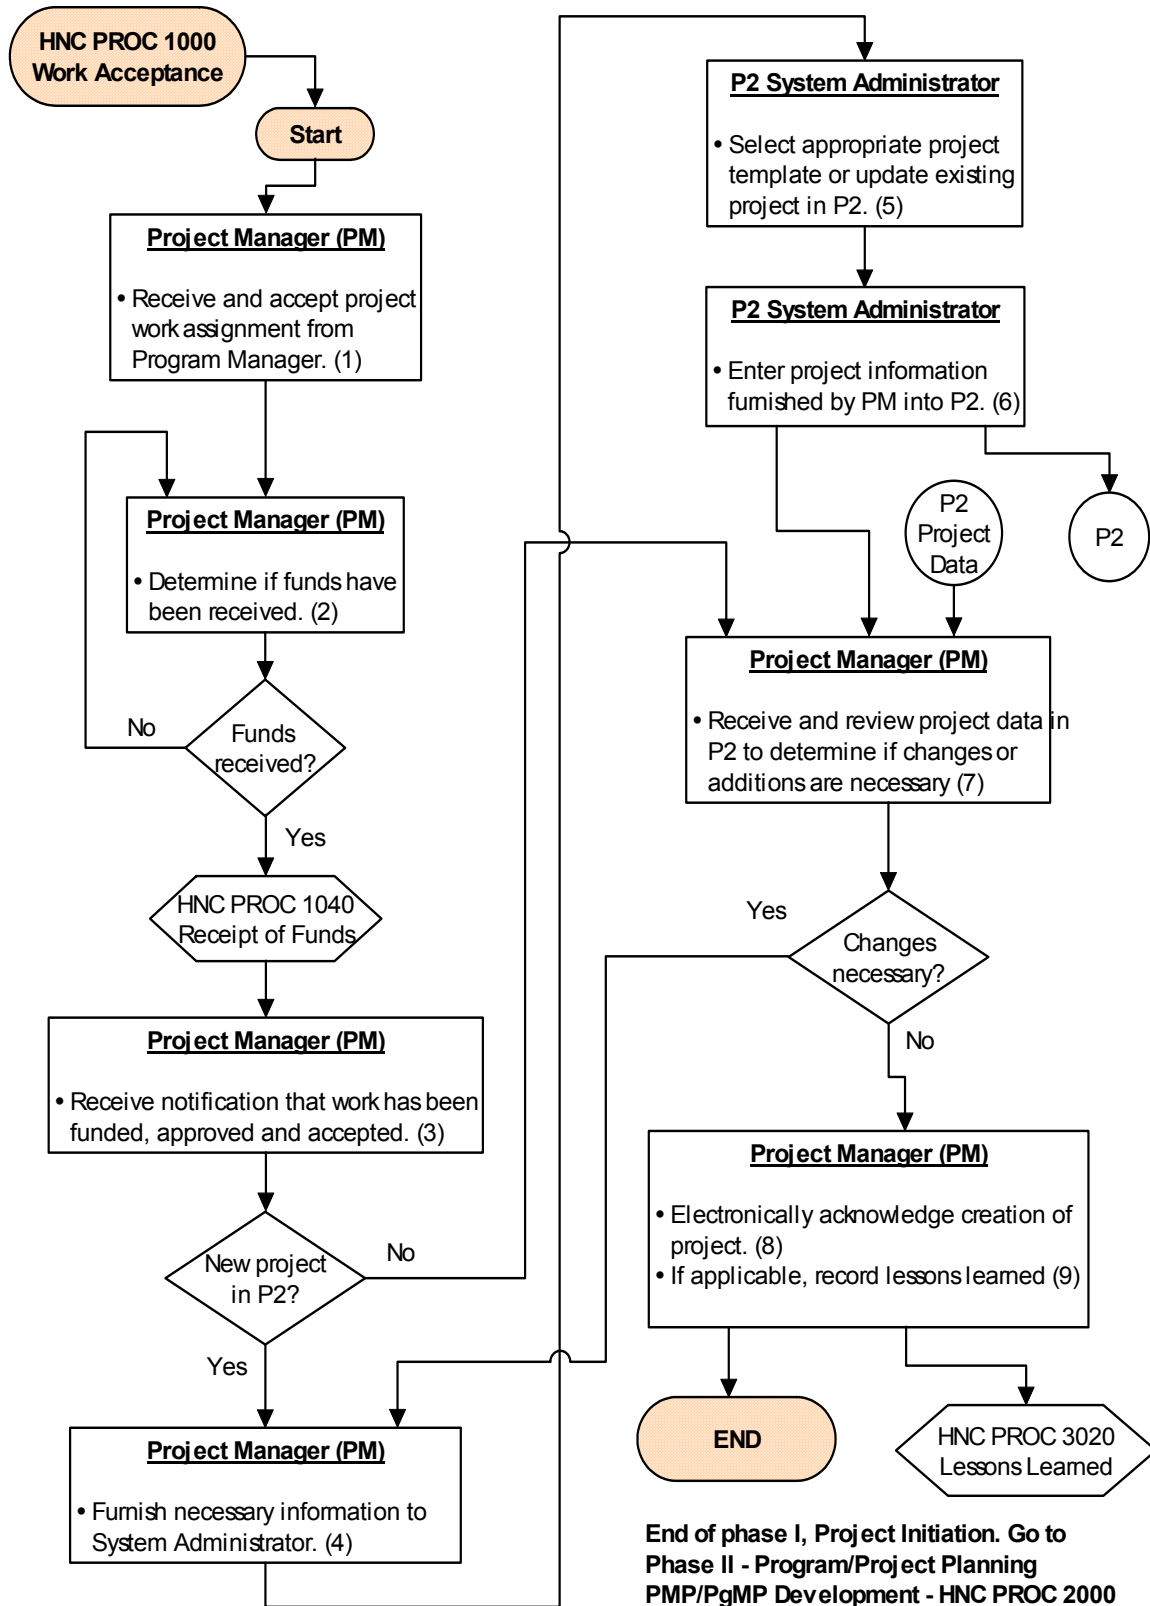 HNC PROC 1000
Work Acceptance
Start
Project Manager (PM)
• Receive and accept project
work assignment from
Program Manager. (1)
Project Manager (PM)
• Determine if funds have
been received. (2)
No
Funds
received?
Yes
HNC PROC 1040
Receipt of Funds
Project Manager (PM)
• Receive notification that work has been
funded, approved and accepted. (3)
New project
in P2?
No
Yes
Project Manager (PM)
• Furnish necessary information to
System Administrator. (4)
P2 System Administrator
• Select appropriate project
template or update existing
project in P2. (5)
P2 System Administrator
• Enter project information
furnished by PM into P2. (6)
P2
Project
Data
P2
Project Manager (PM)
• Receive and review project data in
P2 to determine if changes or
additions are necessary (7)
Yes
Changes
necessary?
No
Project Manager (PM)
• Electronically acknowledge creation of
project. (8)
• If applicable, record lessons learned (9)
END
HNC PROC 3020
Lessons Learned
End of phase I, Project Initiation. Go to
Phase II - Program/Project Planning
PMP/PgMP Development - HNC PROC 2000